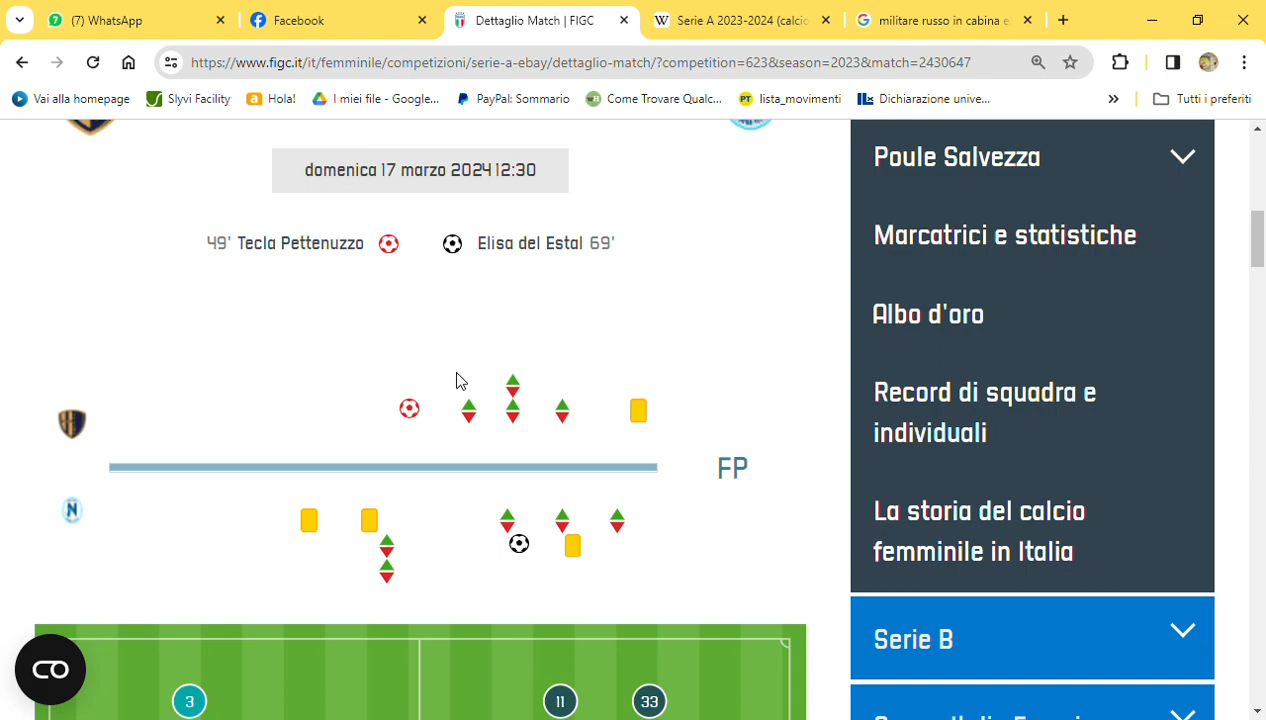 (7) WhatsApp
Facebook
Dettaglio Match | FIGC
Serie A 2023-2024 (calcio
militare russo in cabina e
https://www.figc.it/it/femminile/competizioni/serie-a-ebay/dettaglio-match/?competition=623&season=2023&match=2430647
Vai alla homepage
Slyvi Facility
Hola!
I miei file - Google...
PayPal: Sommario
Come Trovare Qualc...
lista_movimenti
Dichiarazione unive...
Tutti i preferiti
domenica 17 marzo 2024 12:30
49' Tecla Pettenuzzo
Elisa del Estal 69'
FP
N
3
11
33
Poule Salvezza
Marcatrici e statistiche
Albo d'oro
Record di squadra e
individuali
La storia del calcio
femminile in Italia
Serie B